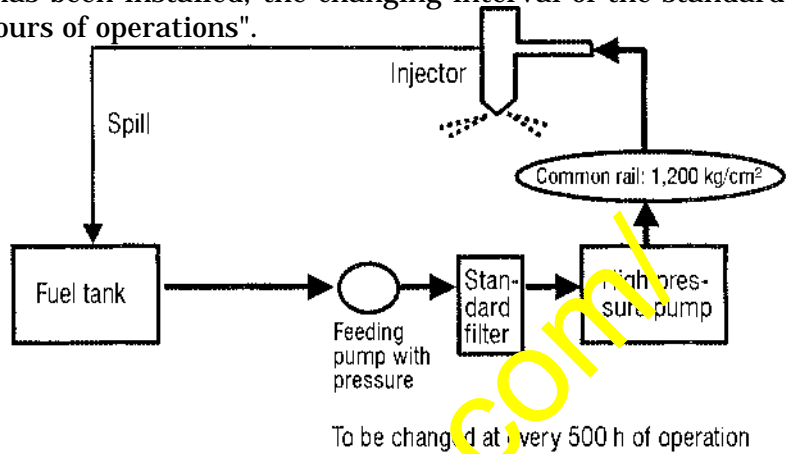 has been installed, the changing interval of the standard
ours of operations".
Injector
Spill
Common rail: 1,200 kg/cm²
Fuel tank
Stan-
dard
filter
High pres-
sure pump
Feeding
pump with
pressure
To be changed at every 500 h of operation
com/